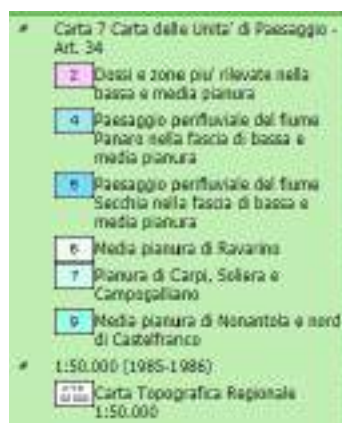 Carta 7 Carta delle Unita' di Paesaggio -
Art. 34
2 Dossi e zone piu' rilevate nella
bassa e media pianura
4 Paesaggio perifluviale del fiume
Panaro nella fascia di bassa e
media pianura
Paesaggio perifluviale del fiume
Secchia nella fascia di bassa e
media pianura
6 Media pianura di Ravarino
7 Pianura di Carpi, Soliera e
Campogalliano
9 Media pianura di Nonantola e nord
di Castelfranco
1:50.000 (1985-1986)
Carta Topografica Regionale
1:50.000